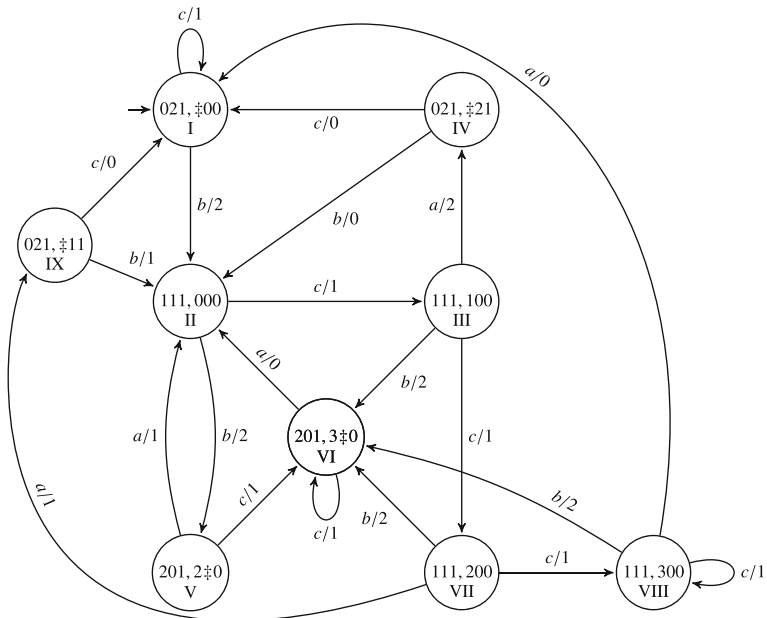 c/1
021, ‡00
I
021, ‡21
IV
a/0
c/0
c/0
b/2
b/0
a/2
021, ‡11
IX
b/1
111, 000
II
c/1
111, 100
III
a/0
b/2
a/1
b/2
201, 3‡0
VI
c/1
c/1
a/1
c/1
b/2
b/2
201, 2‡0
V
111, 200
VII
c/1
111, 300
VIII
c/1